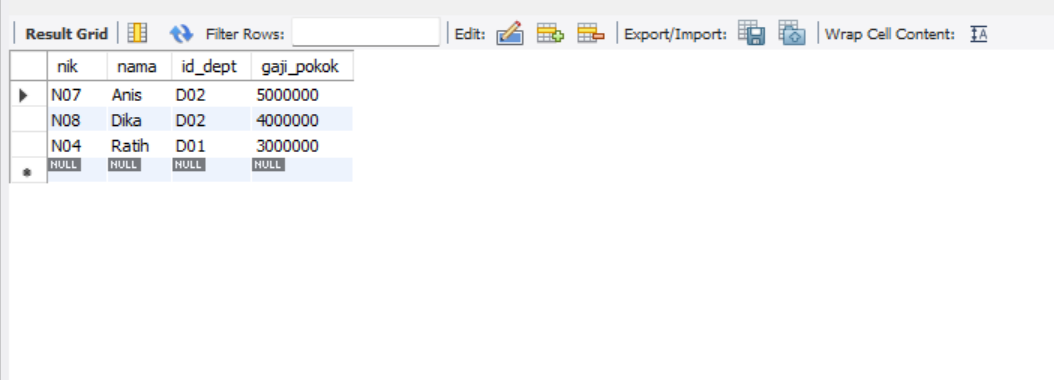 Result Grid Filter Rows: Edit: Export/Import: Wrap Cell Content: IA
nik nama id_dept gaji_pokok
N07 Anis D02 5000000
N08 Dika D02 4000000
N04 Ratih D01 3000000
NULL NULL NULL NULL